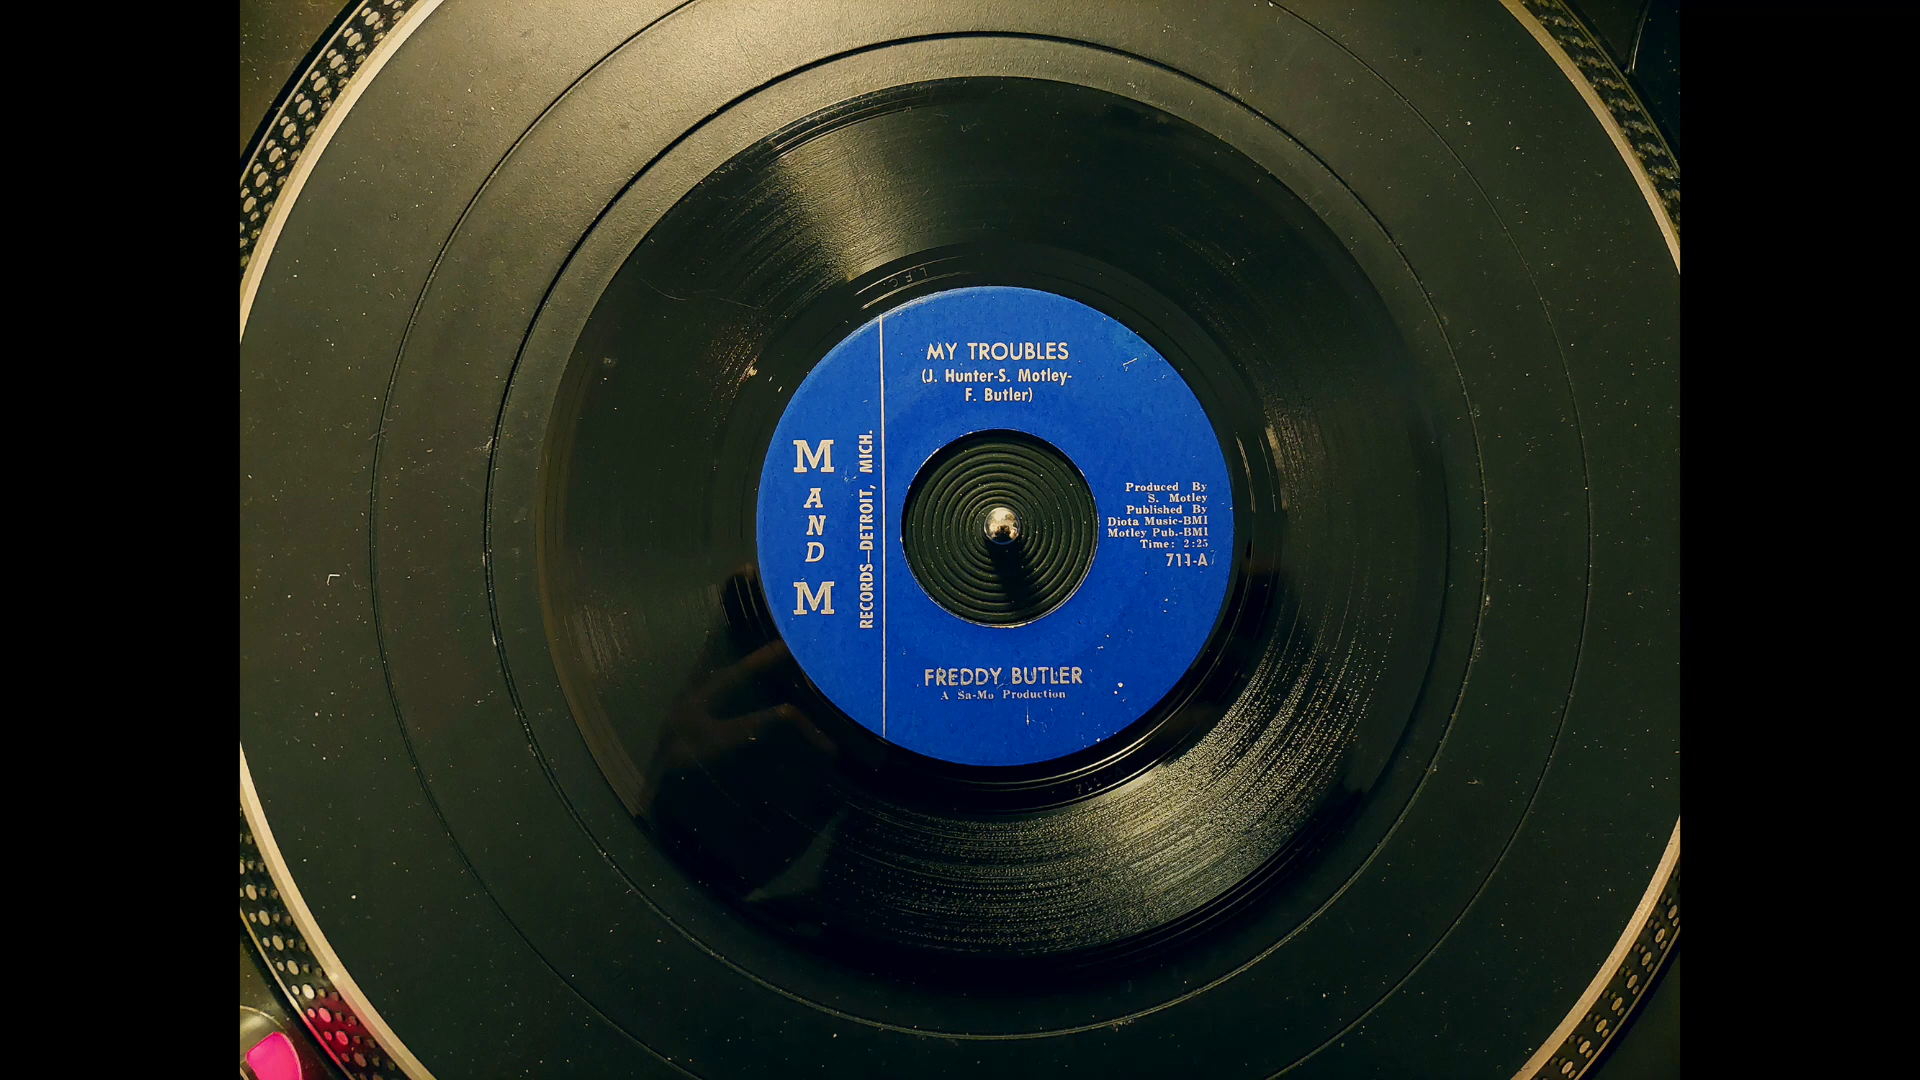 MY TROUBLES
(J. Hunter-S. Motley-
F. Butler)
M
AND
M
RECORDS—DETROIT, MICH.
Produced By
S. Motley
Published By
Diota Music-BMI
Motley Pub.-BMI
Time: 2:25
711-A
FREDDY BUTLER
A Sa-Mo Production